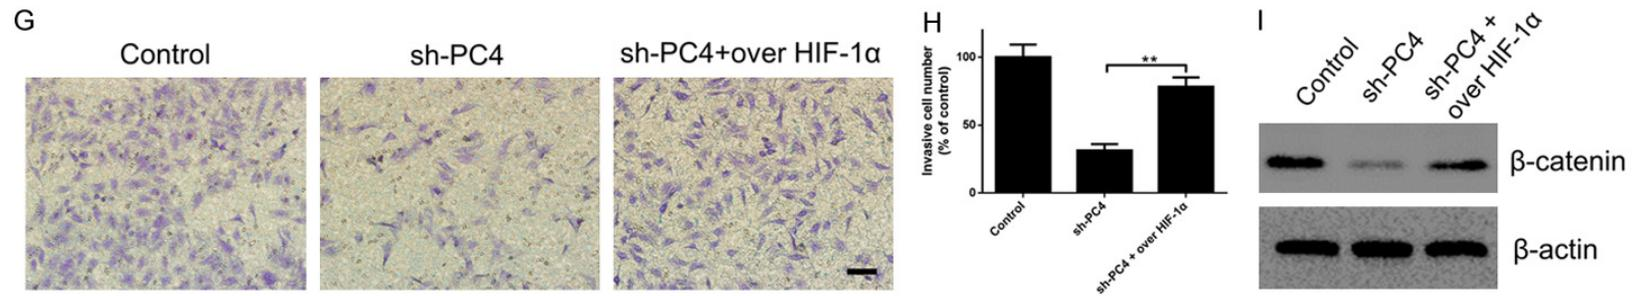 G
Control
sh-PC4
sh-PC4+over HIF-1α
H
Invasive cell number
(% of control)
100
50
0
**
Control
sh-PC4
sh-PC4 + over HIF-1α
I
Control
sh-PC4
sh-PC4 +
over HIF-1α
β-catenin
β-actin